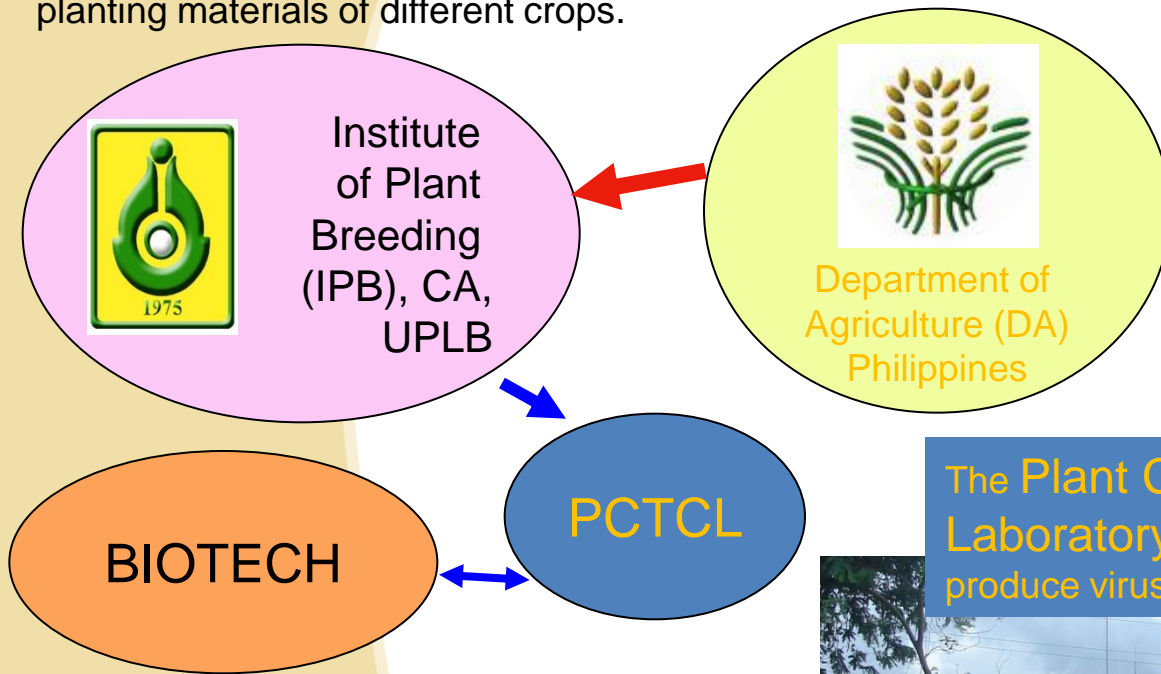 planting materials of different crops.
Institute
of Plant
Breeding
(IPB), CA,
UPLB
1975
Department of
Agriculture (DA)
Philippines
PCTCL
BIOTECH
The Plant
Laboratory
produce virus